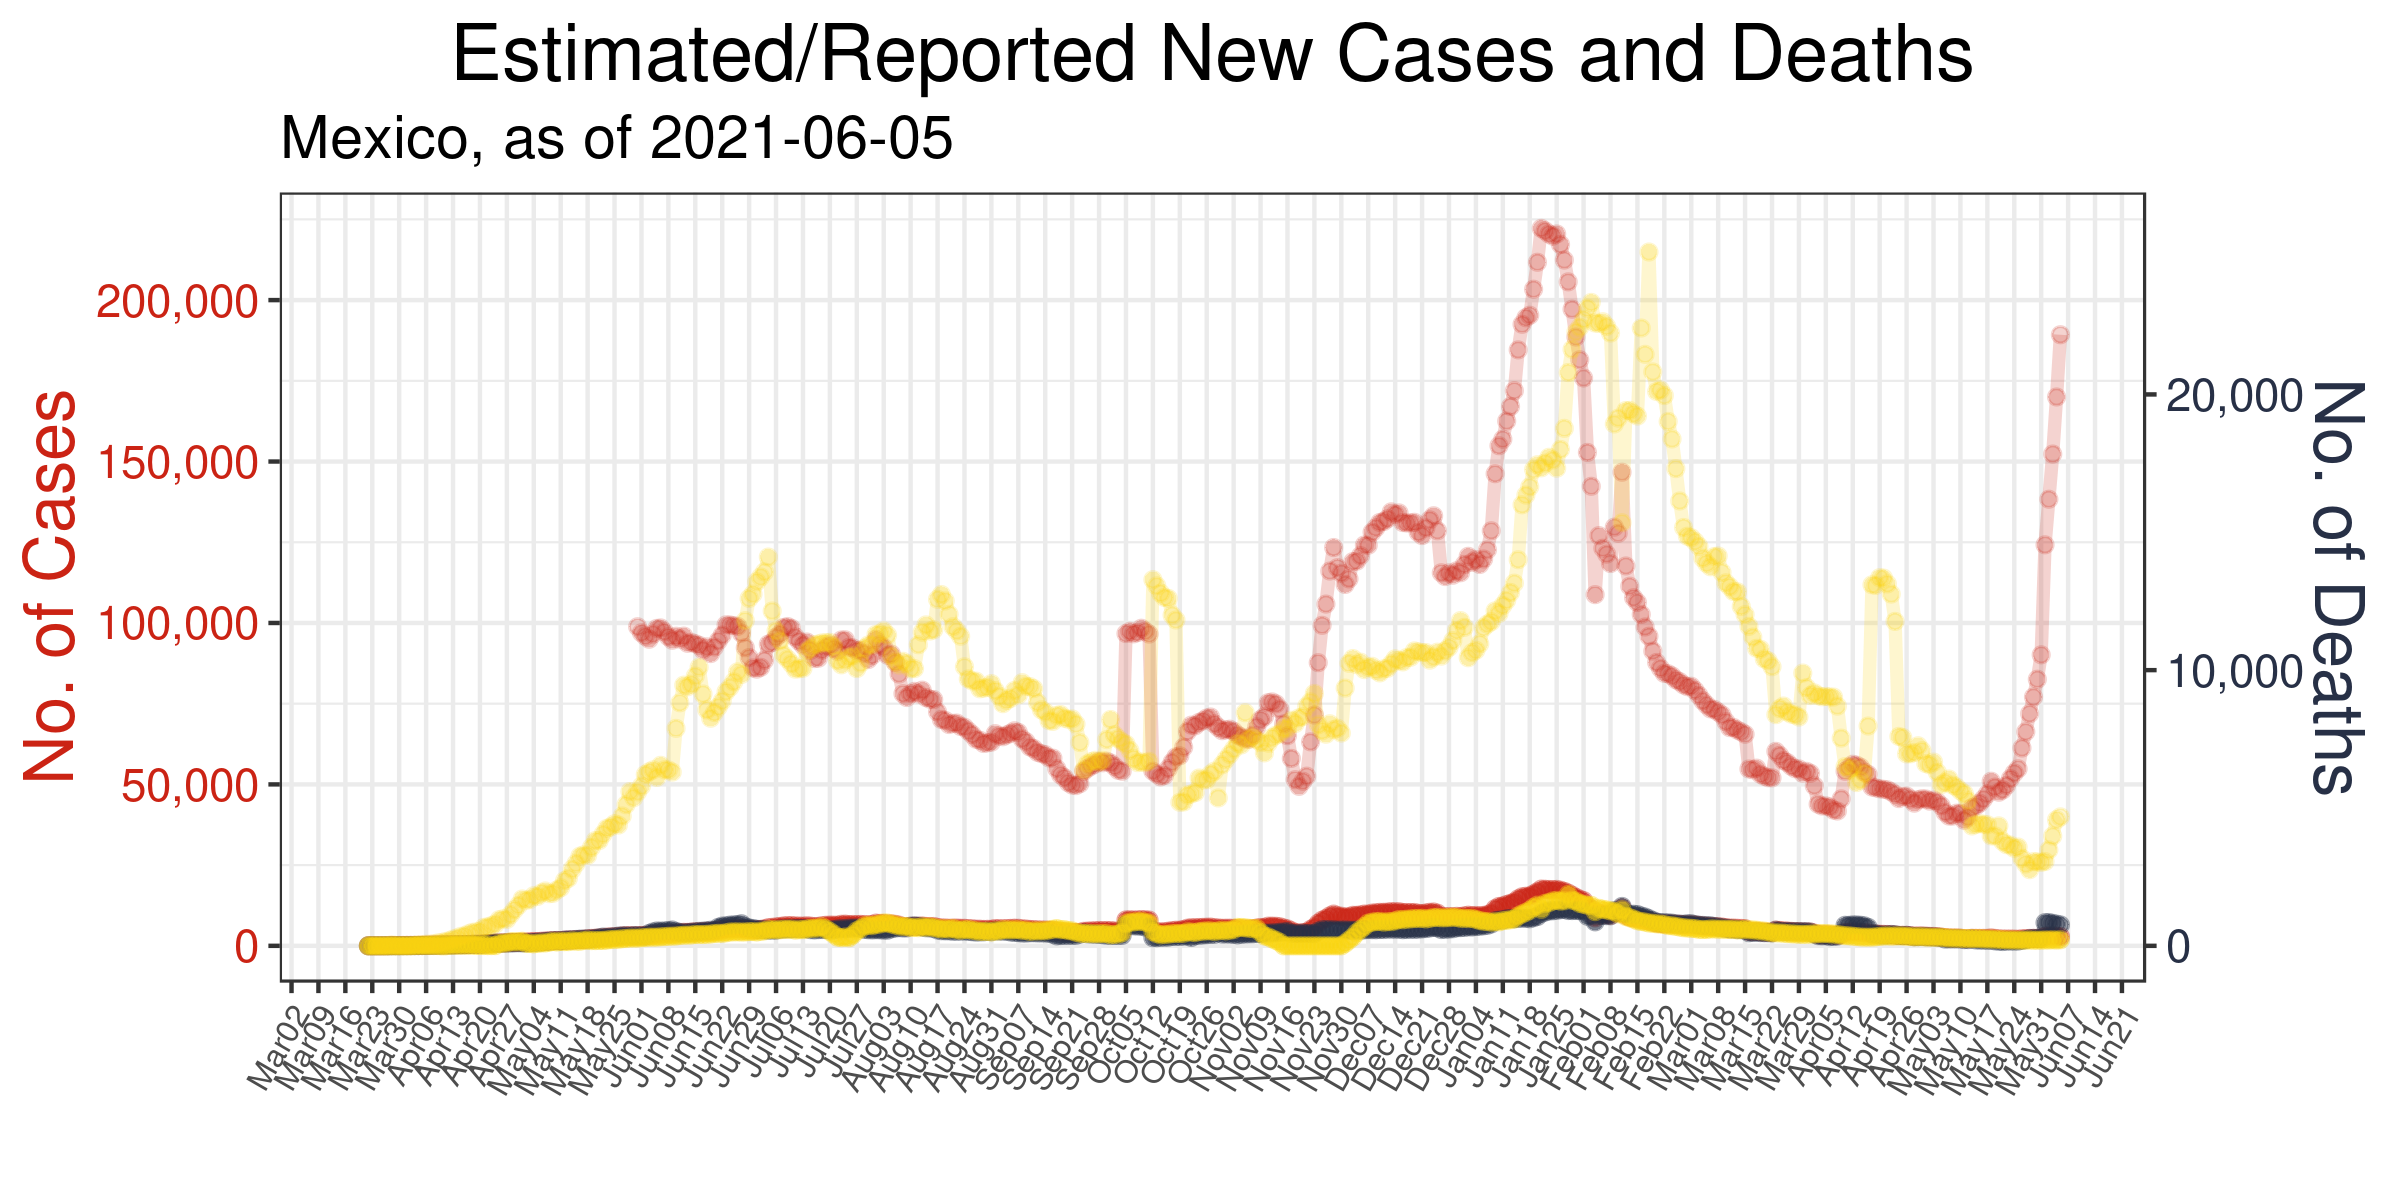 Estimated/Reported New Cases and Deaths
Mexico, as of 2021-06-05
No. of Cases
200,000
150,000
100,000
50,000
0
20,000
10,000
0
No. of Deaths
Mar02
Mar09
Mar16
Mar23
Mar30
Apr06
Apr13
Apr20
Apr27
May04
May11
May18
May25
Jun01
Jun08
Jun15
Jun22
Jun29
Jul06
Jul13
Jul20
Jul27
Aug03
Aug10
Aug17
Aug24
Aug31
Sep07
Sep14
Sep21
Sep28
Oct05
Oct12
Oct19
Oct26
Nov02
Nov09
Nov16
Nov23
Nov30
Dec07
Dec14
Dec21
Dec28
Jan04
Jan11
Jan18
Jan25
Feb01
Feb08
Feb15
Feb22
Mar01
Mar08
Mar15
Mar22
Mar29
Apr05
Apr12
Apr19
Apr26
May03
May10
May17
May24
May31
Jun07
Jun14
Jun21